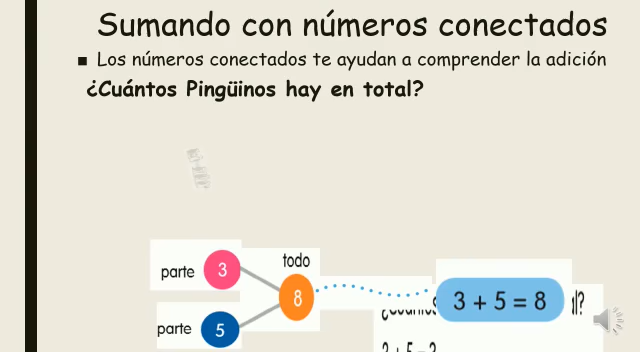 Sumando con números conectados
Los números conectados te ayudan a comprender la adición
¿Cuántos Pingüinos hay en total?
parte 3
todo
8
parte 5
3 + 5 = 8